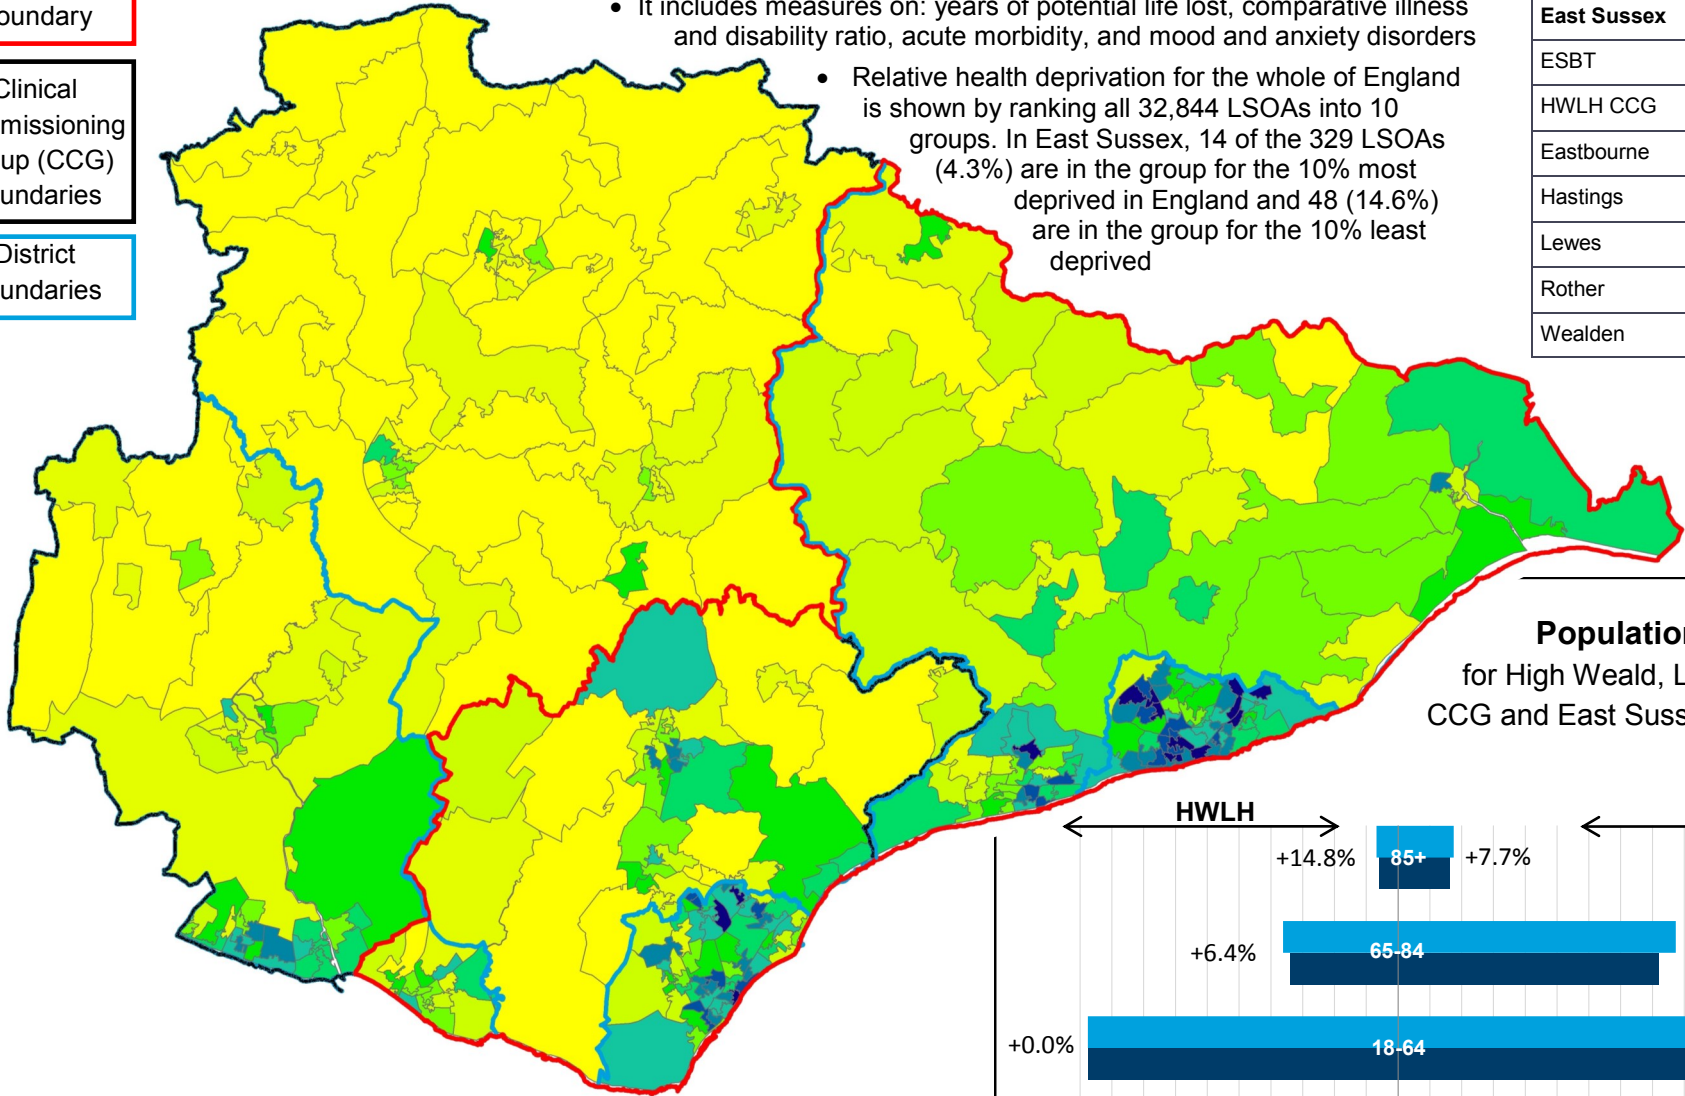 oundary
Clinical
missioning
up (CCG)
undaries
District
undaries
• It includes measures on: years of potential life lost, comparative illness
and disability ratio, acute morbidity, and mood and anxiety disorders
• Relative health deprivation for the whole of England
is shown by ranking all 32,844 LSOAs into 10
groups. In East Sussex, 14 of the 329 LSOAs
(4.3%) are in the group for the 10% most
deprived in England and 48 (14.6%)
are in the group for the 10% least
deprived
East Sussex
ESBT
HWLH CCG
Eastbourne
Hastings
Lewes
Rother
Wealden
Population
for High Weald, L
CCG and East Suss
HWLH
+14.8% 85+ +7.7%
+6.4% 65-84
+0.0% 18-64